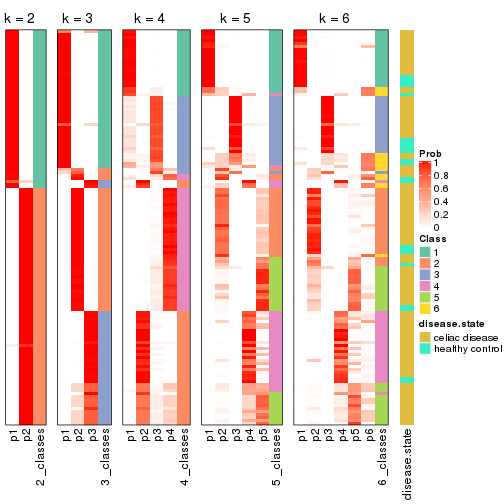 k = 2
k = 3
k = 4
k = 5
k = 6
Prob
1
0.8
0.6
0.4
0.2
0
Class
1
2
3
4
5
6
disease.state
celiac disease
healthy control
p1
p2
2_classes
p1
p2
p3
3_classes
p1
p2
p3
p4
4_classes
p1
p2
p3
p4
p5
5_classes
p1
p2
p3
p4
p5
p6
6_classes
disease.state